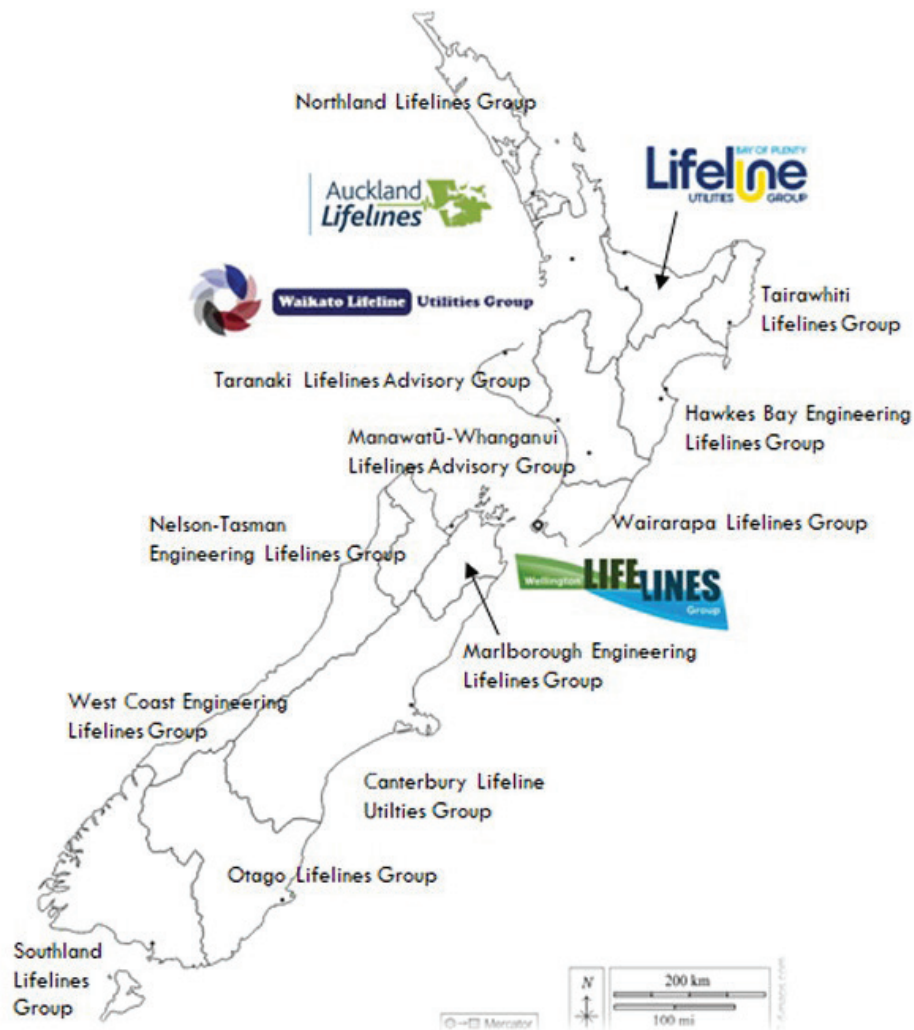 Northland Lifelines Group
BAY OF PLENTY
Lifeline
UTILITIES GROUP
Auckland
Lifelines
Waikato Lifeline Utilities Group
Tairawhiti
Lifelines Group
Taranaki Lifelines Advisory Group
Hawkes Bay Engineering
Lifelines Group
Manawatū-Whanganui
Lifelines Advisory Group
Nelson-Tasman
Engineering Lifelines Group
Wairarapa Lifelines Group
Wellington LIFELINES
Group
Marlborough Engineering
Lifelines Group
West Coast Engineering
Lifelines Group
Canterbury Lifeline
Utilties Group
Otago Lifelines Group
Southland
Lifelines
Group
N
200 km
100 mi
Mercator